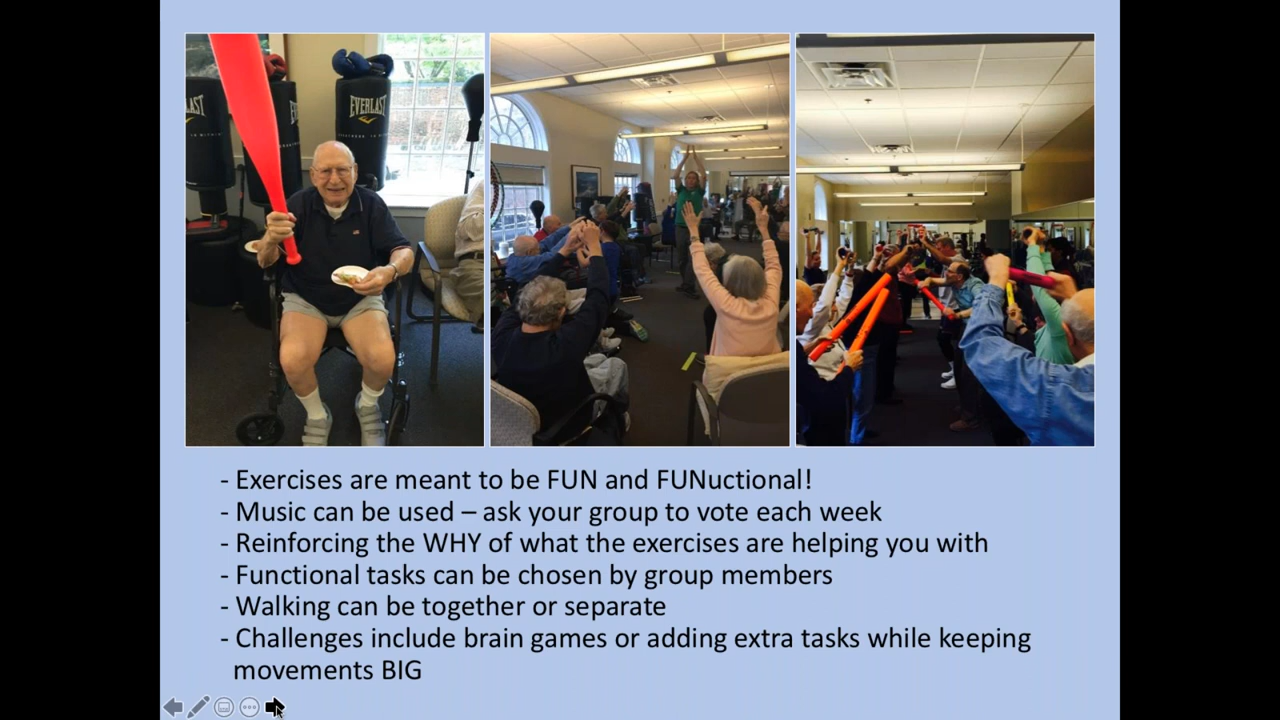 EVERLAST
EVERLAST
- Exercises are meant to be FUN and FUNuctional!
- Music can be used – ask your group to vote each week
- Reinforcing the WHY of what the exercises are helping you with
- Functional tasks can be chosen by group members
- Walking can be together or separate
- Challenges include brain games or adding extra tasks while keeping
movements BIG